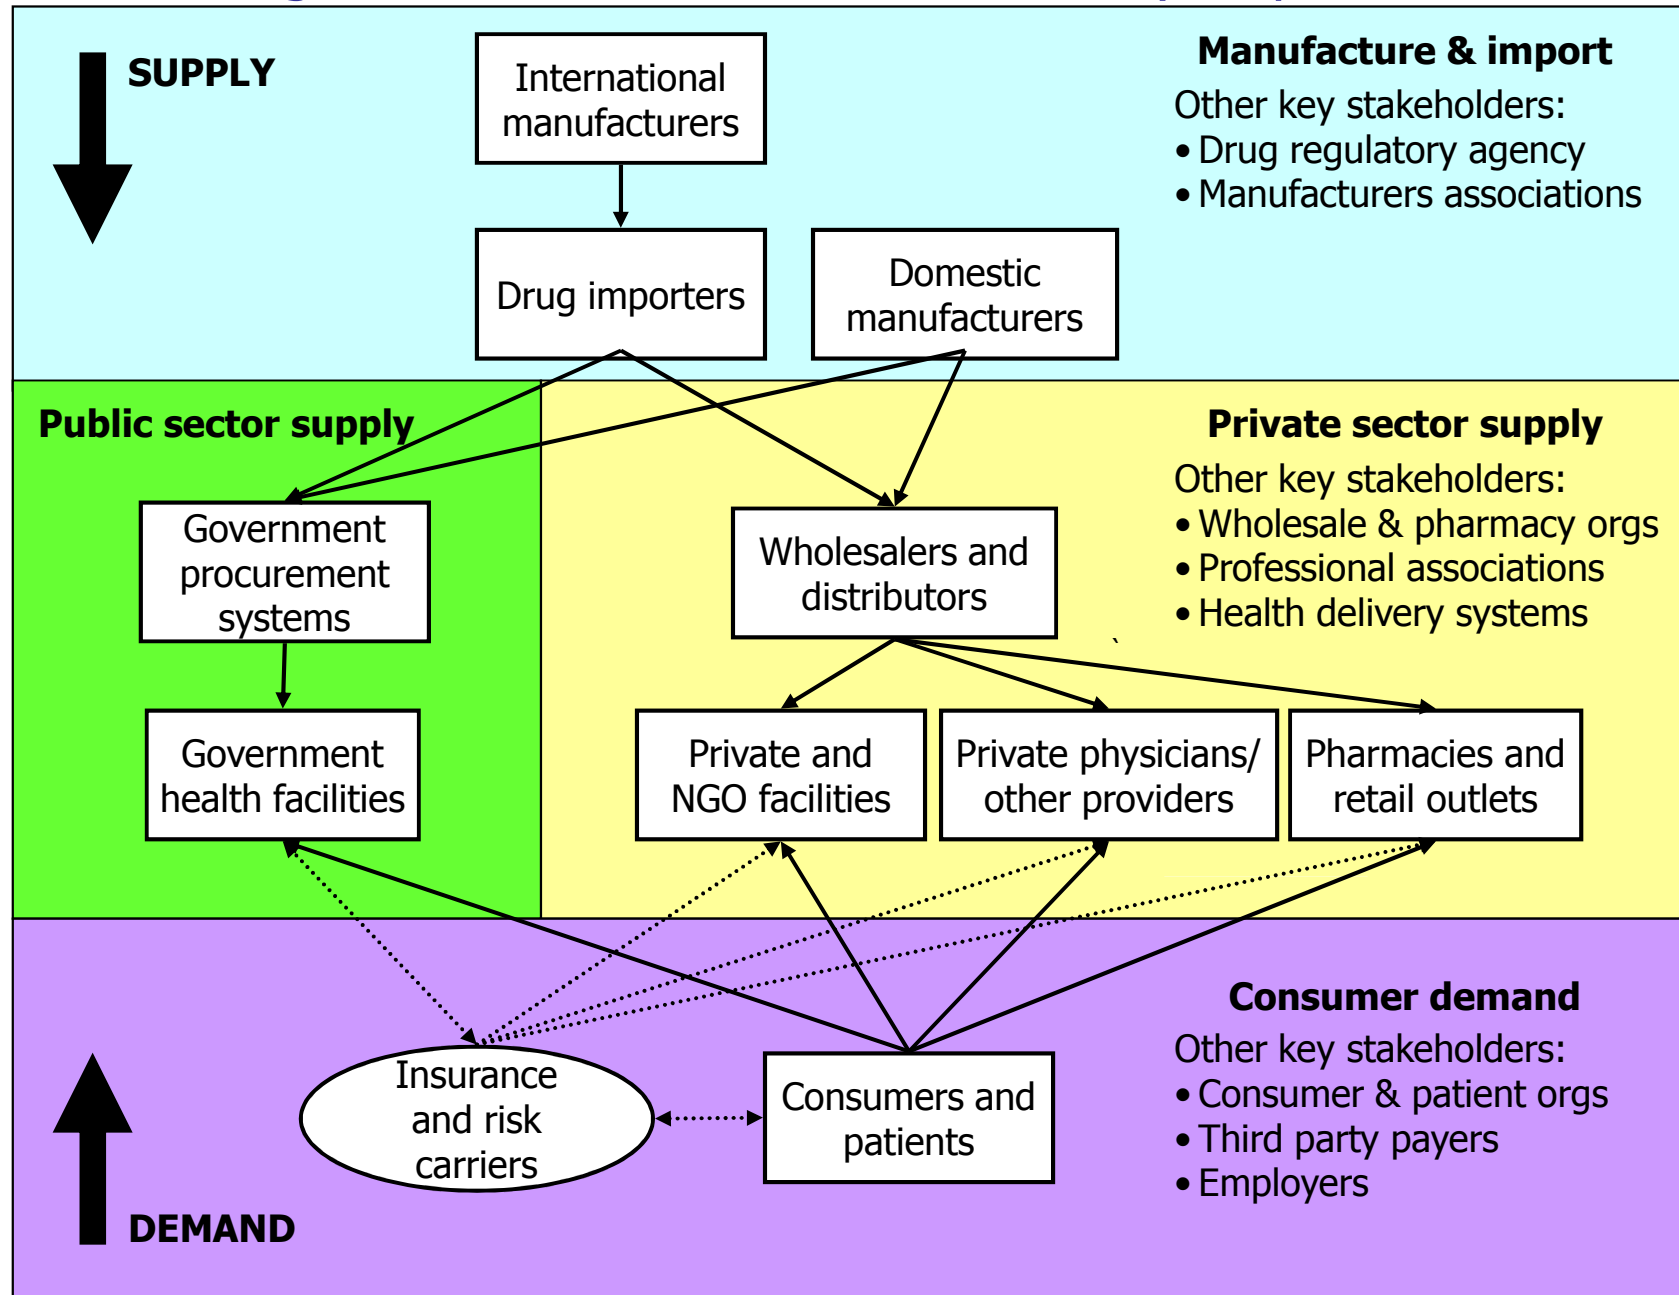 SUPPLY
International
manufacturers
Manufacture & import
Other key stakeholders:
• Drug regulatory agency
• Manufacturers associations
Drug importers
Domestic
manufacturers
Public sector supply
Private sector supply
Other key stakeholders:
• Wholesale & pharmacy orgs
• Professional associations
• Health delivery systems
Government
procurement
systems
Wholesalers and
distributors
Government
health facilities
Private and
NGO facilities
Private physicians/
other providers
Pharmacies and
retail outlets
Consumer demand
Other key stakeholders:
• Consumer & patient orgs
• Third party payers
• Employers
Insurance
and risk
carriers
Consumers and
patients
DEMAND